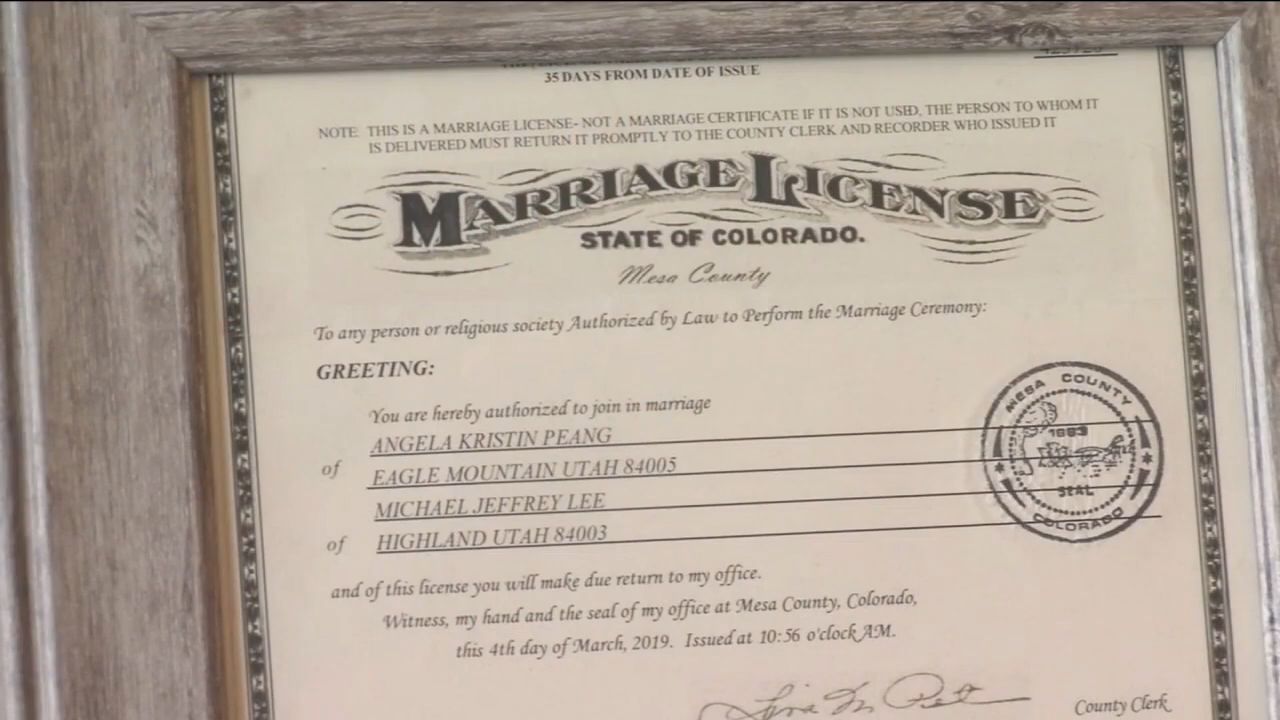 35 DAYS FROM DATE OF ISSUE
NOTE THIS IS A MARRIAGE LICENSE- NOT A MARRIAGE CERTIFICATE IF IT IS NOT USED, THE PERSON TO WHOM IT
IS DELIVERED MUST RETURN IT PROMPTLY TO THE COUNTY CLERK AND RECORDER WHO ISSUED IT
MARRIAGE LICENSE
STATE OF COLORADO.
Mesa County
To any person or religious society Authorized by Law to Perform the Marriage Ceremony:
GREETING:
You are hereby authorized to join in marriage
ANGELA KRISTIN PEANG
of EAGLE MOUNTAIN UTAH 84005
MICHAEL JEFFREY LEE
of HIGHLAND UTAH 84003
MESA COUNTY
1883
SEAL
COLORADO
and of this license you will make due return to my office.
Witness, my hand and the seal of my office at Mesa County, Colorado,
this 4th day of March, 2019. Issued at 10:56 o'clock AM.
County Clerk